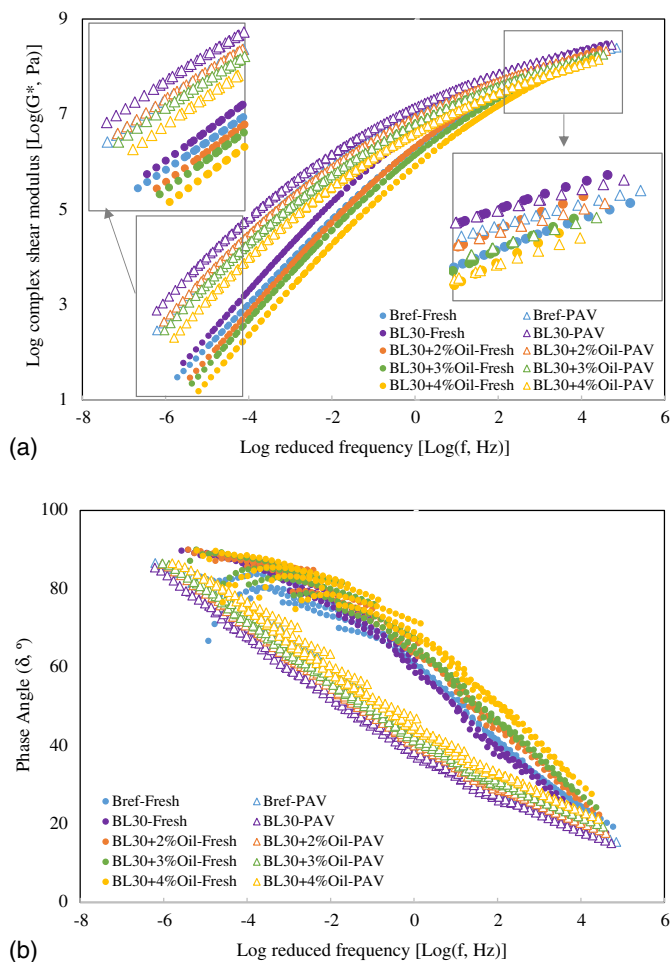 9
7
5
3
1
Log complex shear modulus [Log(G*, Pa)]
Bref-Fresh Bref-PAV
BL30-Fresh BL30-PAV
BL30+2%Oil-Fresh BL30+2%Oil-PAV
BL30+3%Oil-Fresh BL30+3%Oil-PAV
BL30+4%Oil-Fresh BL30+4%Oil-PAV
-8 -6 -4 -2 0 2 4 6
(a) Log reduced frequency [Log(f, Hz)]
100
80
60
40
20
0
Phase Angle (δ, º)
Bref-Fresh Bref-PAV
BL30-Fresh BL30-PAV
BL30+2%Oil-Fresh BL30+2%Oil-PAV
BL30+3%Oil-Fresh BL30+3%Oil-PAV
BL30+4%Oil-Fresh BL30+4%Oil-PAV
-8 -6 -4 -2 0 2 4 6
(b) Log reduced frequency [Log(f, Hz)]